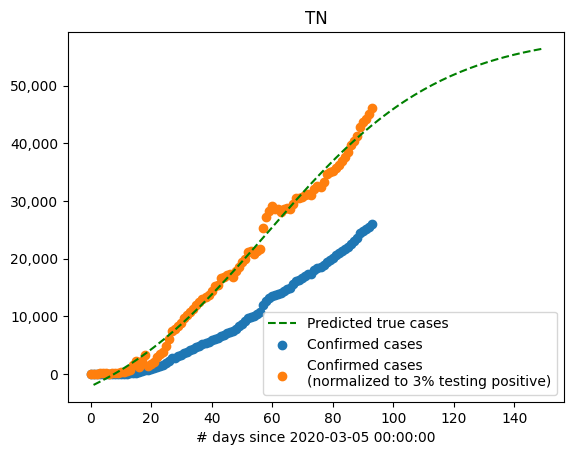 TN
50,000
40,000
30,000
20,000
10,000
0
Predicted true cases
Confirmed cases
Confirmed cases
(normalized to 3% testing positive)
0 20 40 60 80 100 120 140
# days since 2020-03-05 00:00:00